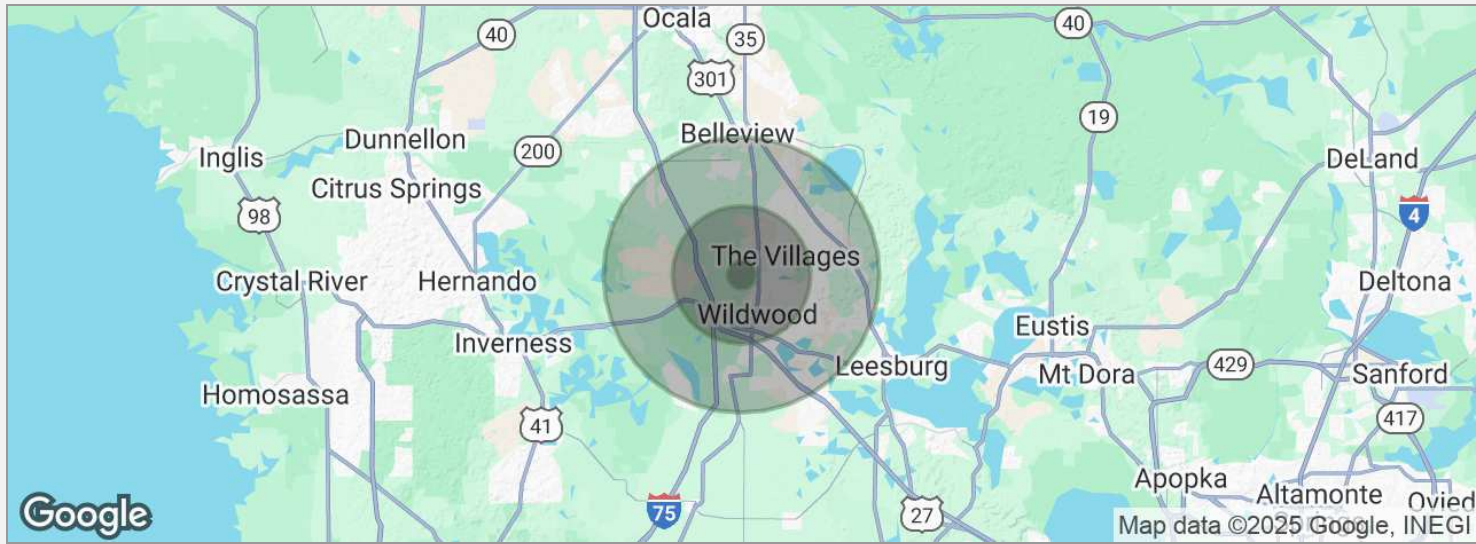 Ocala
40
40
35
301
19
Belleview
Dunnellon
200
Inglis
DeLand
Citrus Springs
98
4
The Villages
Crystal River
Hernando
Deltona
Wildwood
Eustis
Inverness
Leesburg
Mt Dora
429
Sanford
Homosassa
41
417
Apopka
Altamonte
Ovied
75
27
Google
Map data ©2025 Google, INEGI